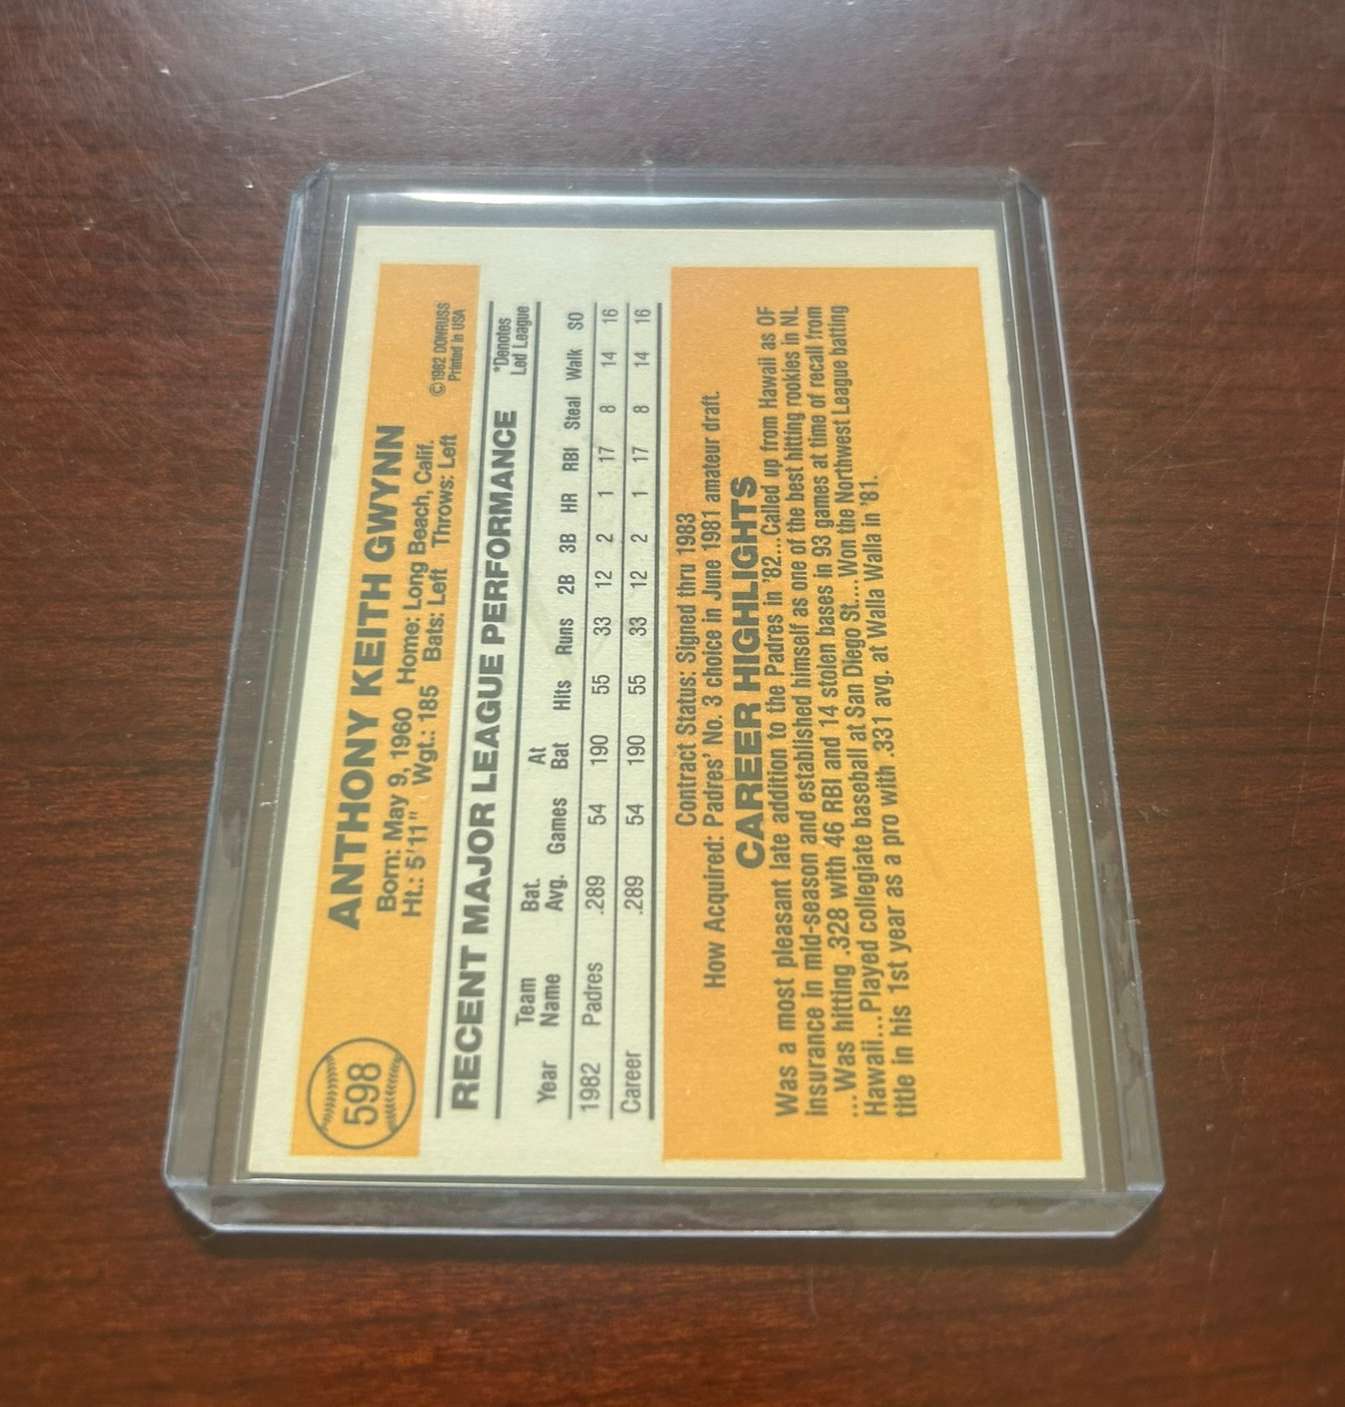 598
ANTHONY KEITH GWYNN
Born: May 9, 1960 Home: Long Beach, Calif.
Ht.: 5'11" Wgt.: 185 Bats: Left Throws: Left
©1982 DONRUSS
Printed in USA
RECENT MAJOR LEAGUE PERFORMANCE
*Denotes
Led League
Team Bat. At
Year Name Avg. Games Bat Hits Runs 2B 3B HR RBI Steal Walk SO
1982 Padres .289 54 190 55 33 12 2 1 17 8 14 16
Career .289 54 190 55 33 12 2 1 17 8 14 16
Contract Status: Signed thru 1983
How Acquired: Padres' No. 3 choice in June 1981 amateur draft.
CAREER HIGHLIGHTS
Was a most pleasant late addition to the Padres in '82...Called up from Hawaii as OF
insurance in mid-season and established himself as one of the best hitting rookies in NL
...Was hitting .328 with 46 RBI and 14 stolen bases in 93 games at time of recall from
Hawaii...Played collegiate baseball at San Diego St....Won the Northwest League batting
title in his 1st year as a pro with .331 avg. at Walla Walla in '81.